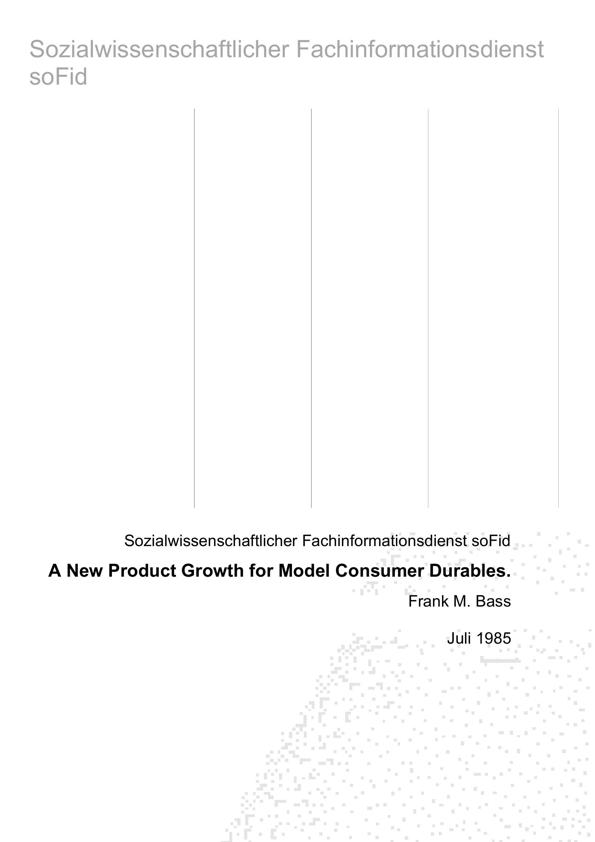 Sozialwissenschaftlicher Fachinformationsdienst
soFid
Sozialwissenschaftlicher Fachinformationsdienst soFid
A New Product Growth for Model Consumer Durables.
Frank M. Bass
Juli 1985